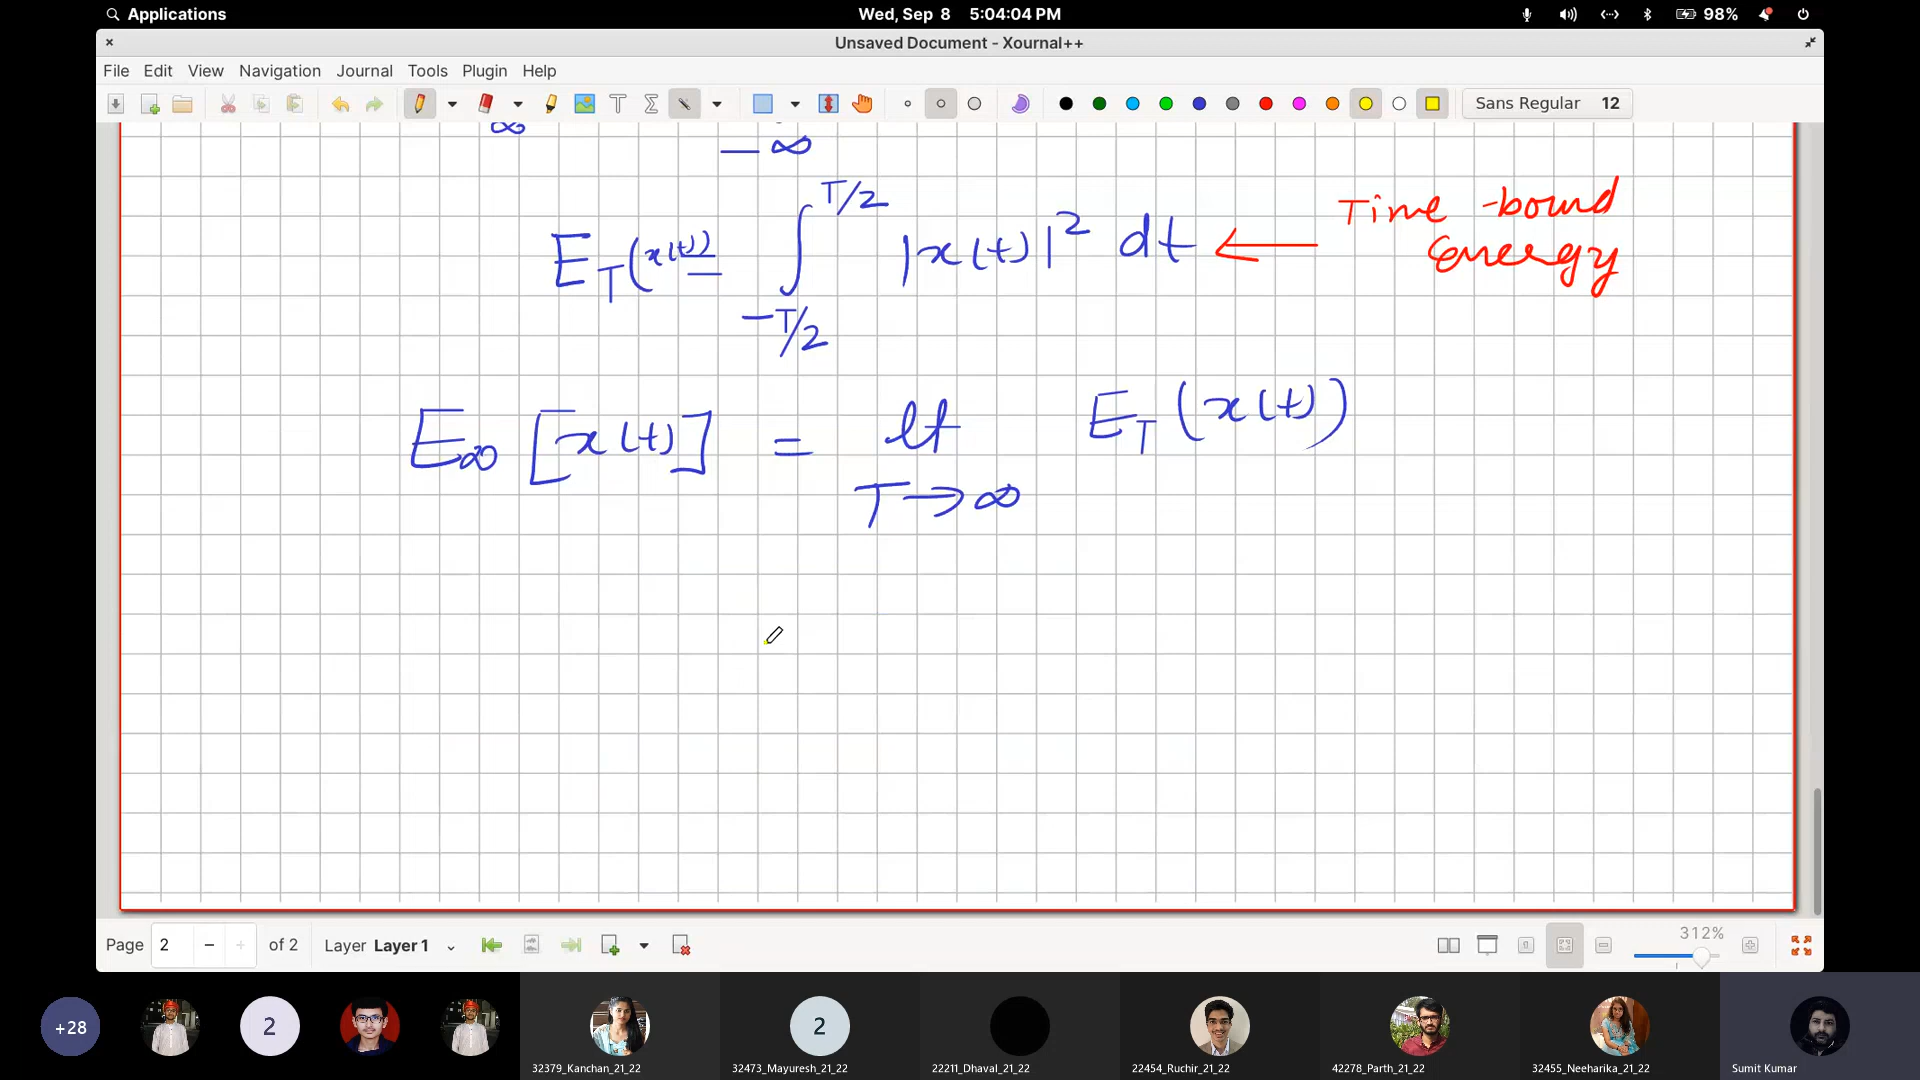 Applications
Wed, Sep 8 5:04:04 PM
98%
Unsaved Document - Xournal++
File Edit View Navigation Journal Tools Plugin Help
Sans Regular 12
∞
— ∞
E_T(x(t)) = ∫_{-T/2}^{T/2} |x(t)|² dt ←
Time -bound
Energy
E_∞ [x(t)] = lt E_T (x(t))
T → ∞
Page 2 of 2 Layer Layer 1
312%
+28
2
2
32379_Kanchan_21_22
32473_Mayuresh_21_22
22211_Dhaval_21_22
22454_Ruchir_21_22
42278_Parth_21_22
32455_Neeharika_21_22
Sumit Kumar